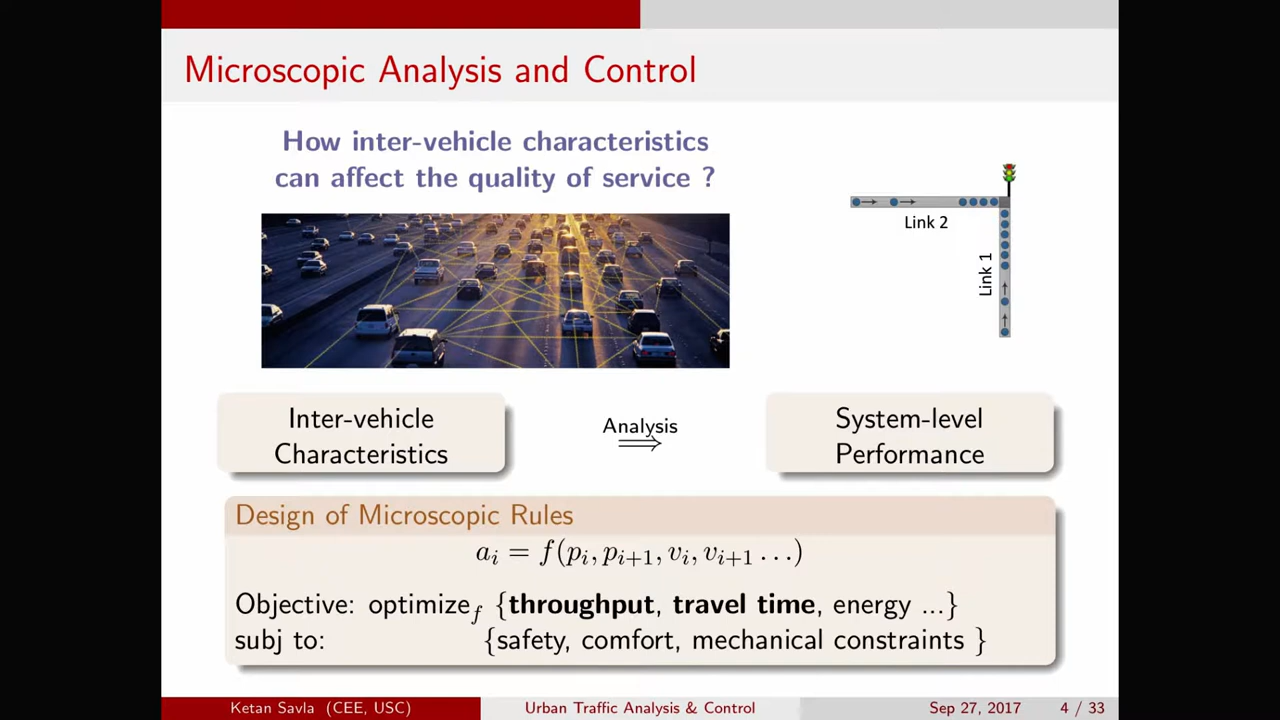 Microscopic Analysis and Control
How inter-vehicle characteristics
can affect the quality of service ?
Link 2
Link 1
Inter-vehicle
Characteristics
Analysis
⟹
System-level
Performance
Design of Microscopic Rules
a_i = f(p_i, p_{i+1}, v_i, v_{i+1} ...)
Objective: optimize_f {throughput, travel time, energy ...}
subj to: {safety, comfort, mechanical constraints }
Ketan Savla (CEE, USC)
Urban Traffic Analysis & Control
Sep 27, 2017
4 / 33